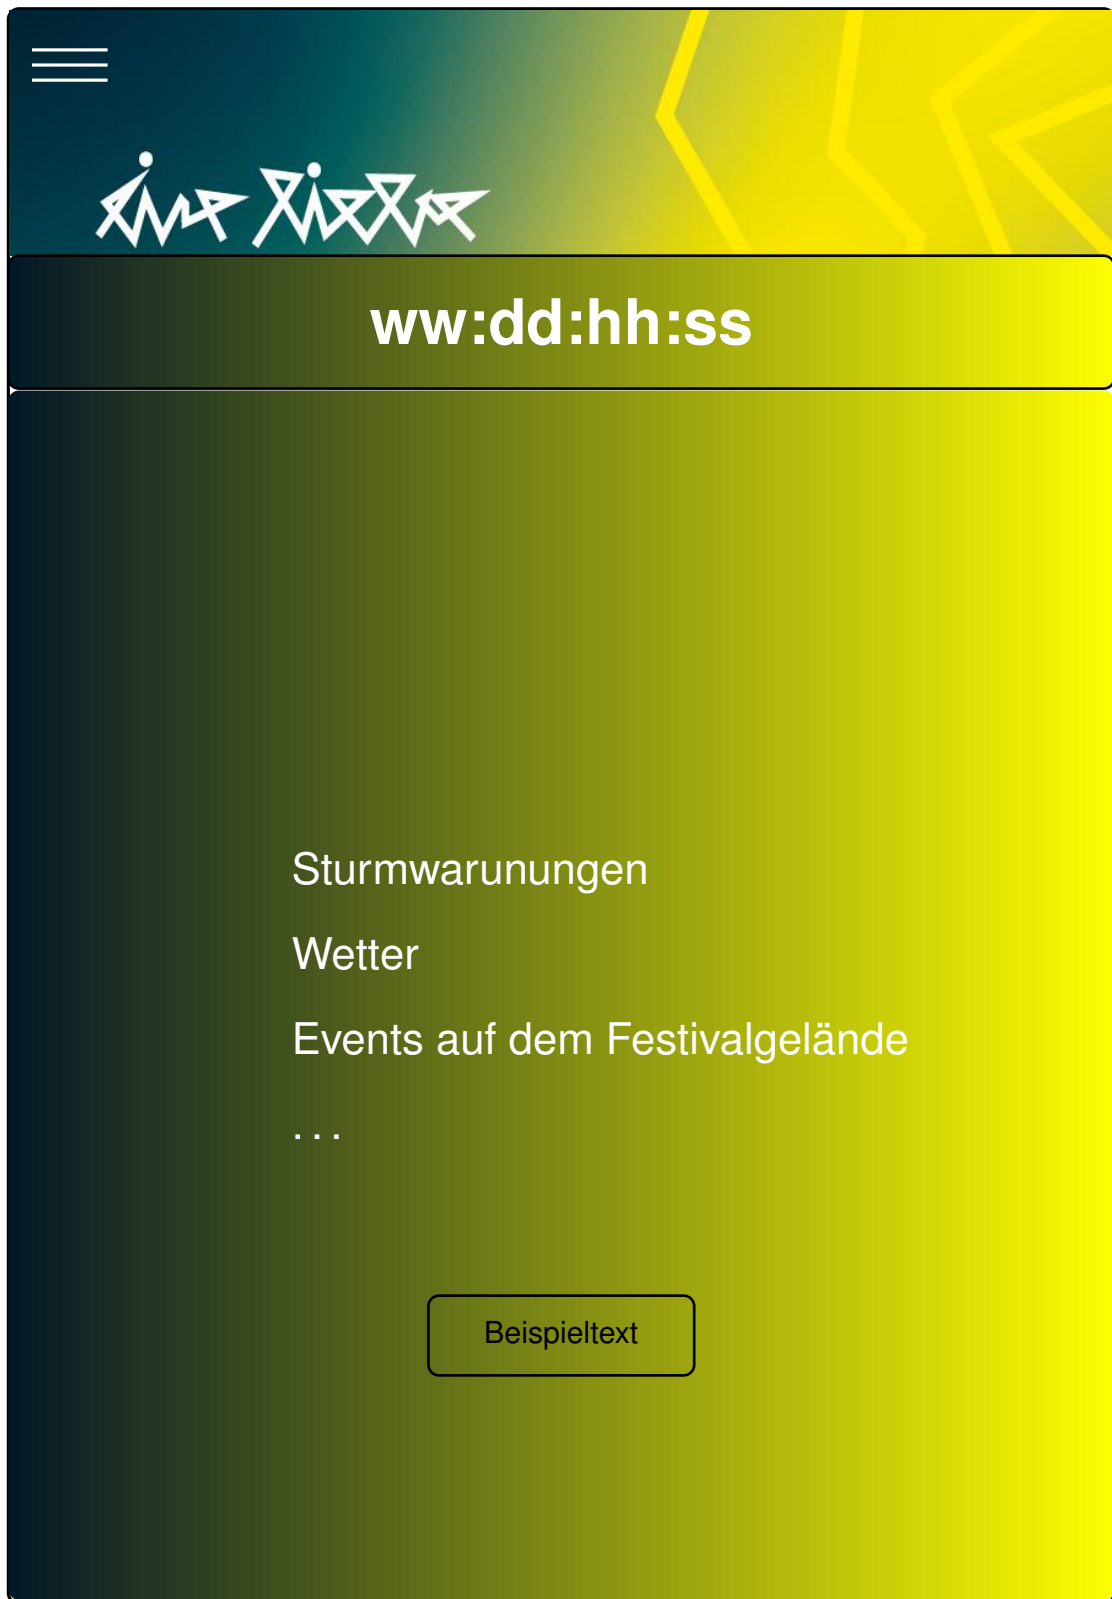 ww:dd:hh:ss
Sturmwarunungen
Wetter
Events auf dem Festivalgelände
. . .
Beispieltext